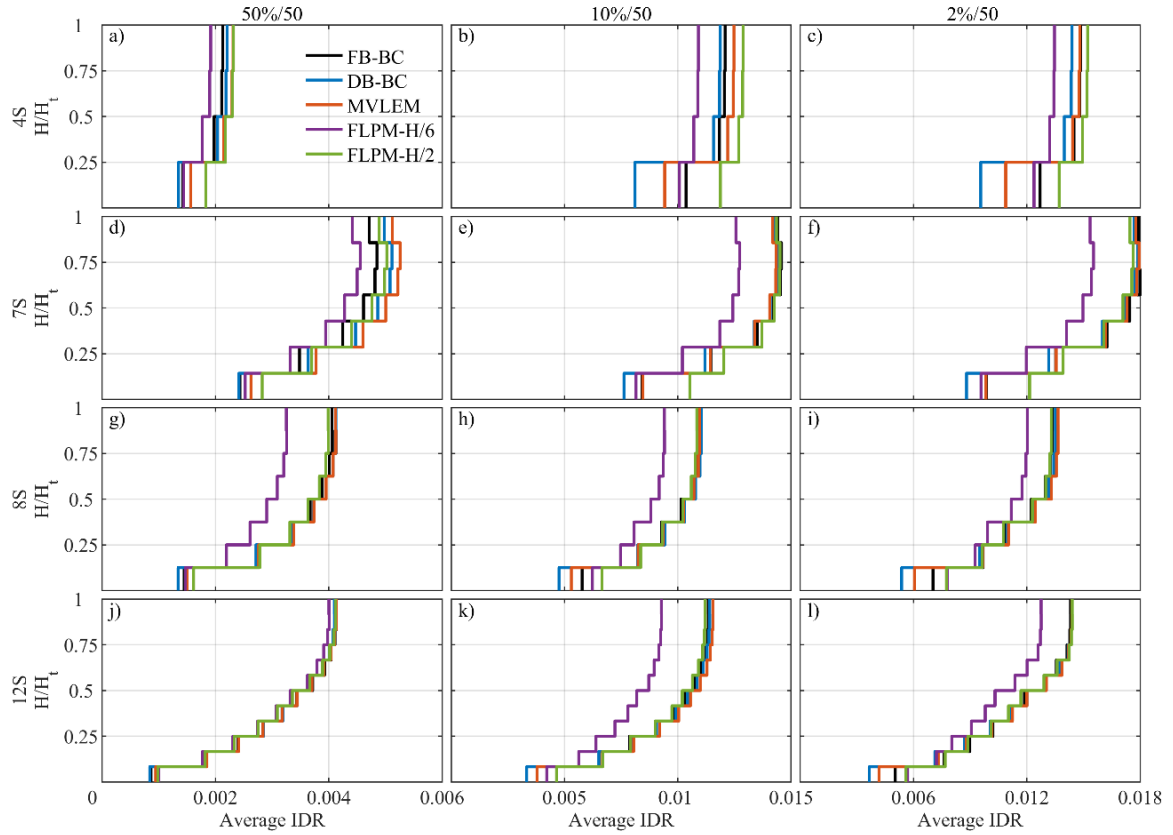 50%/50 10%/50 2%/50
a) b) c)
FB-BC
DB-BC
MVLEM
FLPM-H/6
FLPM-H/2
1
0.75
0.5
0.25
4S
H/Ht
d) e) f)
1
0.75
0.5
0.25
7S
H/Ht
g) h) i)
1
0.75
0.5
0.25
8S
H/Ht
j) k) l)
1
0.75
0.5
0.25
12S
H/Ht
0 0.002 0.004 0.006 0.005 0.01 0.015 0.006 0.012 0.018
Average IDR Average IDR Average IDR